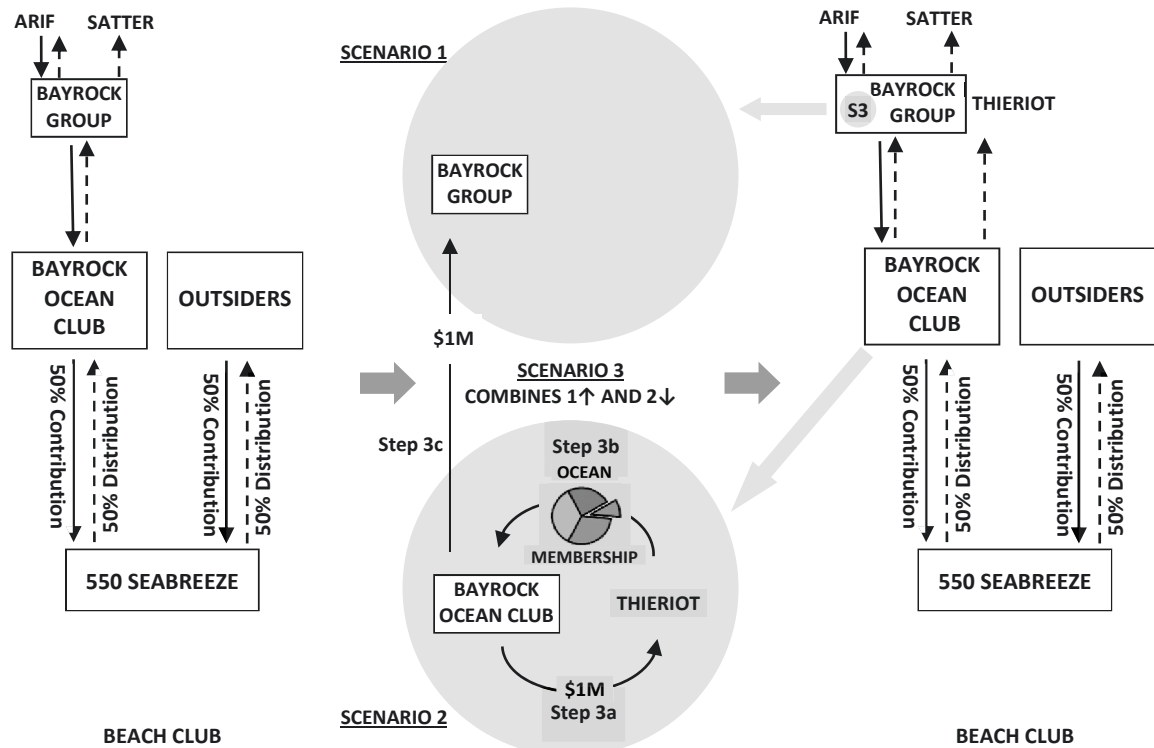 ARIF
SATTER
BAYROCK
GROUP
BAYROCK
OCEAN
CLUB
OUTSIDERS
50% Contribution
50% Distribution
50% Contribution
50% Distribution
550 SEABREEZE
BEACH CLUB
SCENARIO 1
BAYROCK
GROUP
$1M
SCENARIO 3
COMBINES 1↑ AND 2↓
Step 3c
Step 3b
OCEAN
MEMBERSHIP
BAYROCK
OCEAN CLUB
THIERIOT
$1M
Step 3a
SCENARIO 2
ARIF
SATTER
S3
BAYROCK
GROUP
THIERIOT
BAYROCK
OCEAN
CLUB
OUTSIDERS
50% Contribution
50% Distribution
50% Contribution
50% Distribution
550 SEABREEZE
BEACH CLUB